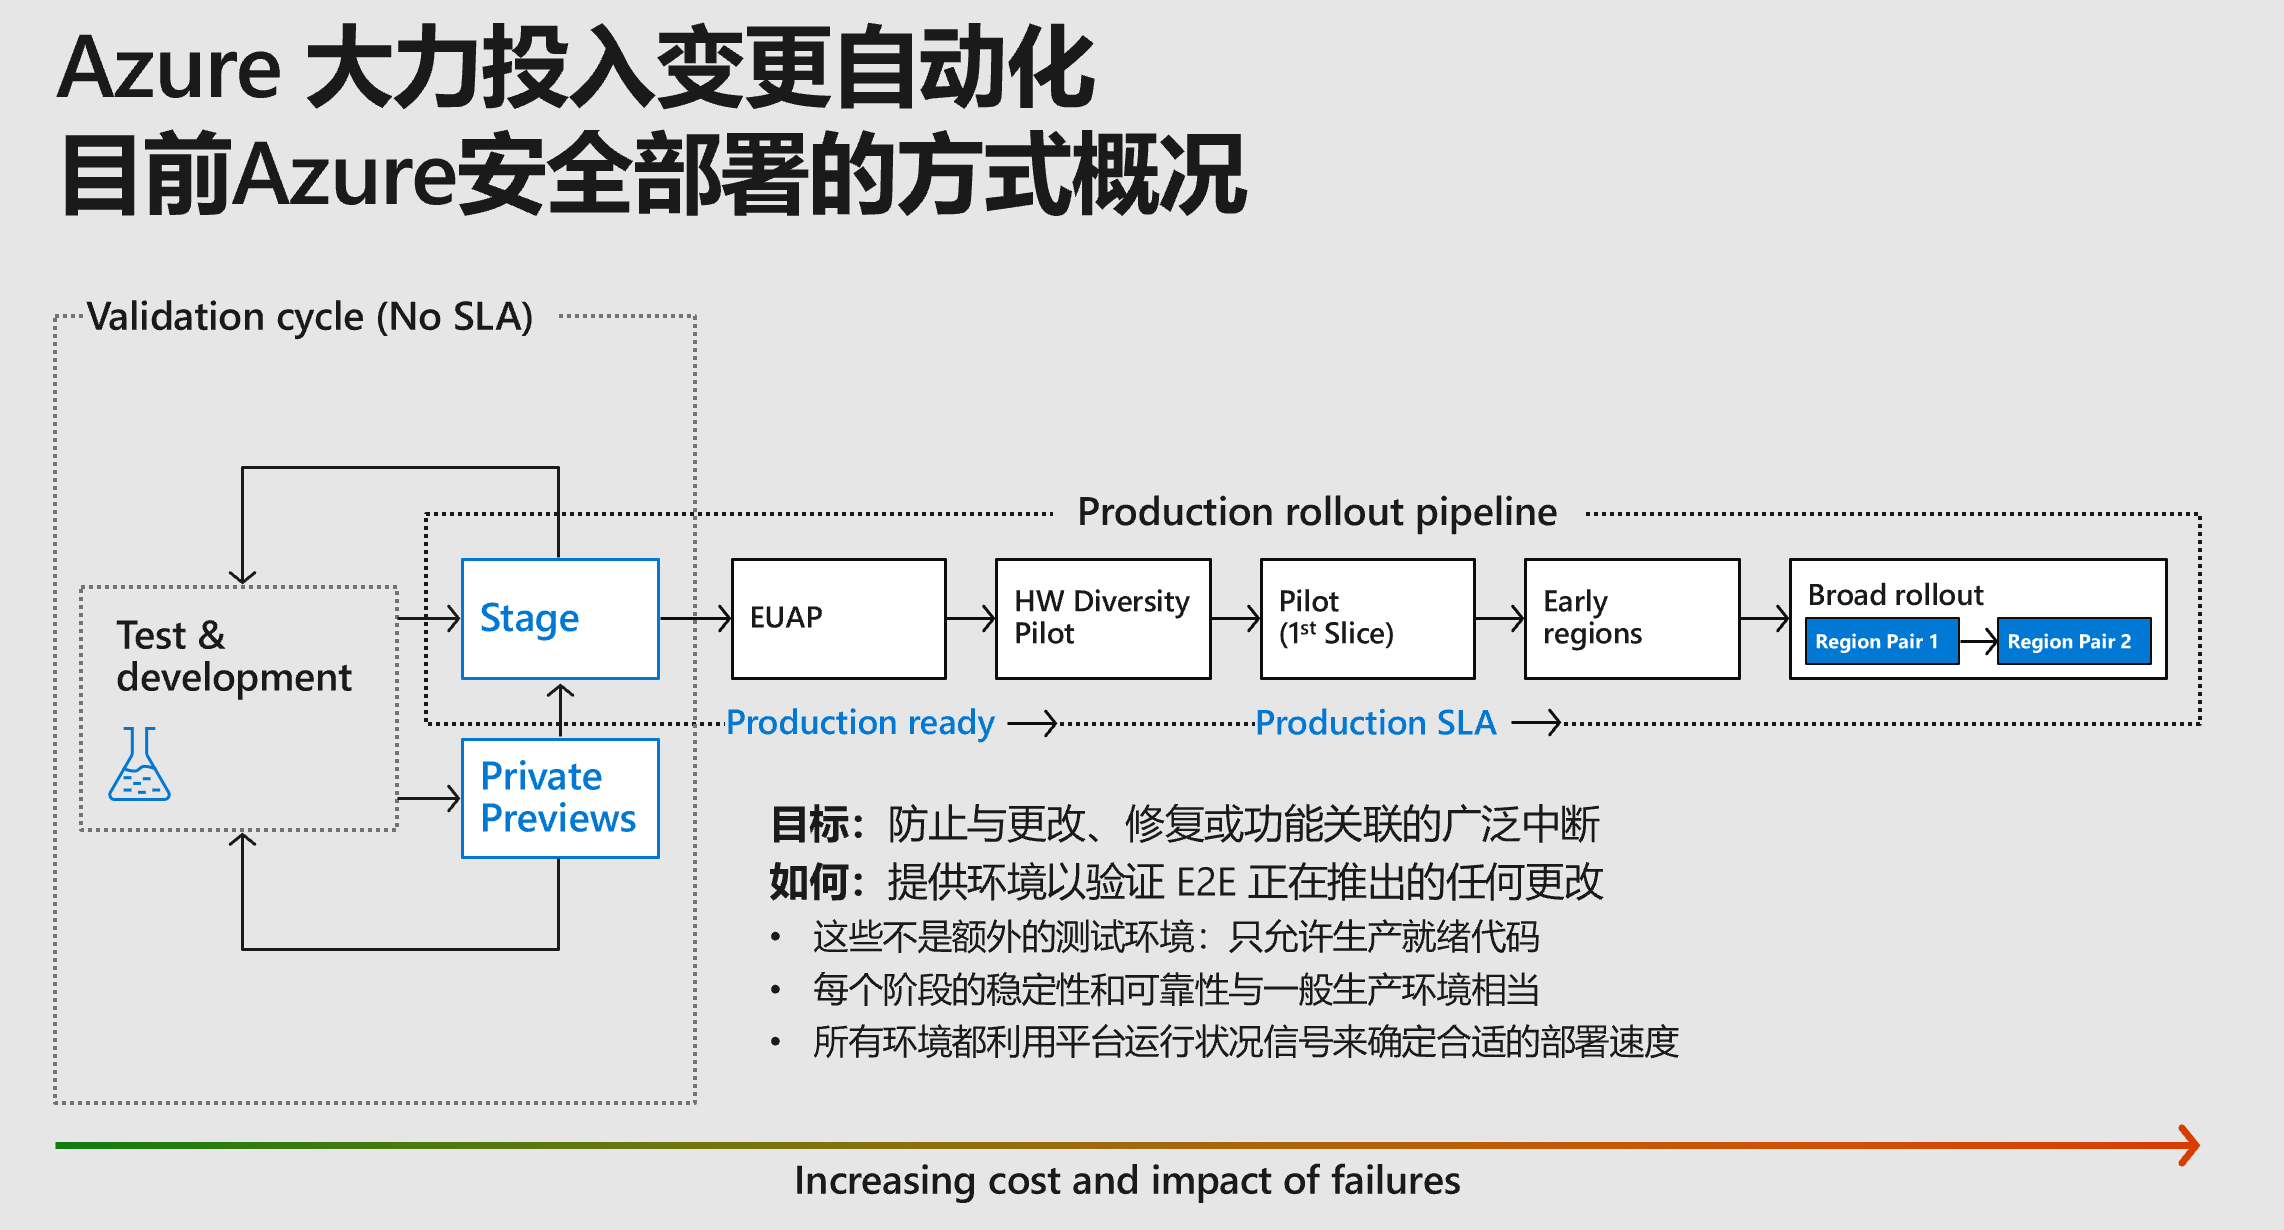 Azure 大力投入变更自动化
目前Azure安全部署的方式概况
Validation cycle (No SLA)
Production rollout pipeline
Test &
development
Stage
Private
Previews
EUAP
HW Diversity
Pilot
Pilot
(1st Slice)
Early
regions
Broad rollout
Region Pair 1
Region Pair 2
Production ready
Production SLA
目标：防止与更改、修复或功能关联的广泛中断
如何：提供环境以验证 E2E 正在推出的任何更改
• 这些不是额外的测试环境：只允许生产就绪代码
• 每个阶段的稳定性和可靠性与一般生产环境相当
• 所有环境都利用平台运行状况信号来确定合适的部署速度
Increasing cost and impact of failures